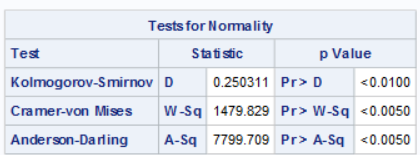 Tests for Normality
Test Statistic p Value
Kolmogorov-Smirnov D 0.250311 Pr > D <0.0100
Cramer-von Mises W-Sq 1479.829 Pr > W-Sq <0.0050
Anderson-Darling A-Sq 7799.709 Pr > A-Sq <0.0050